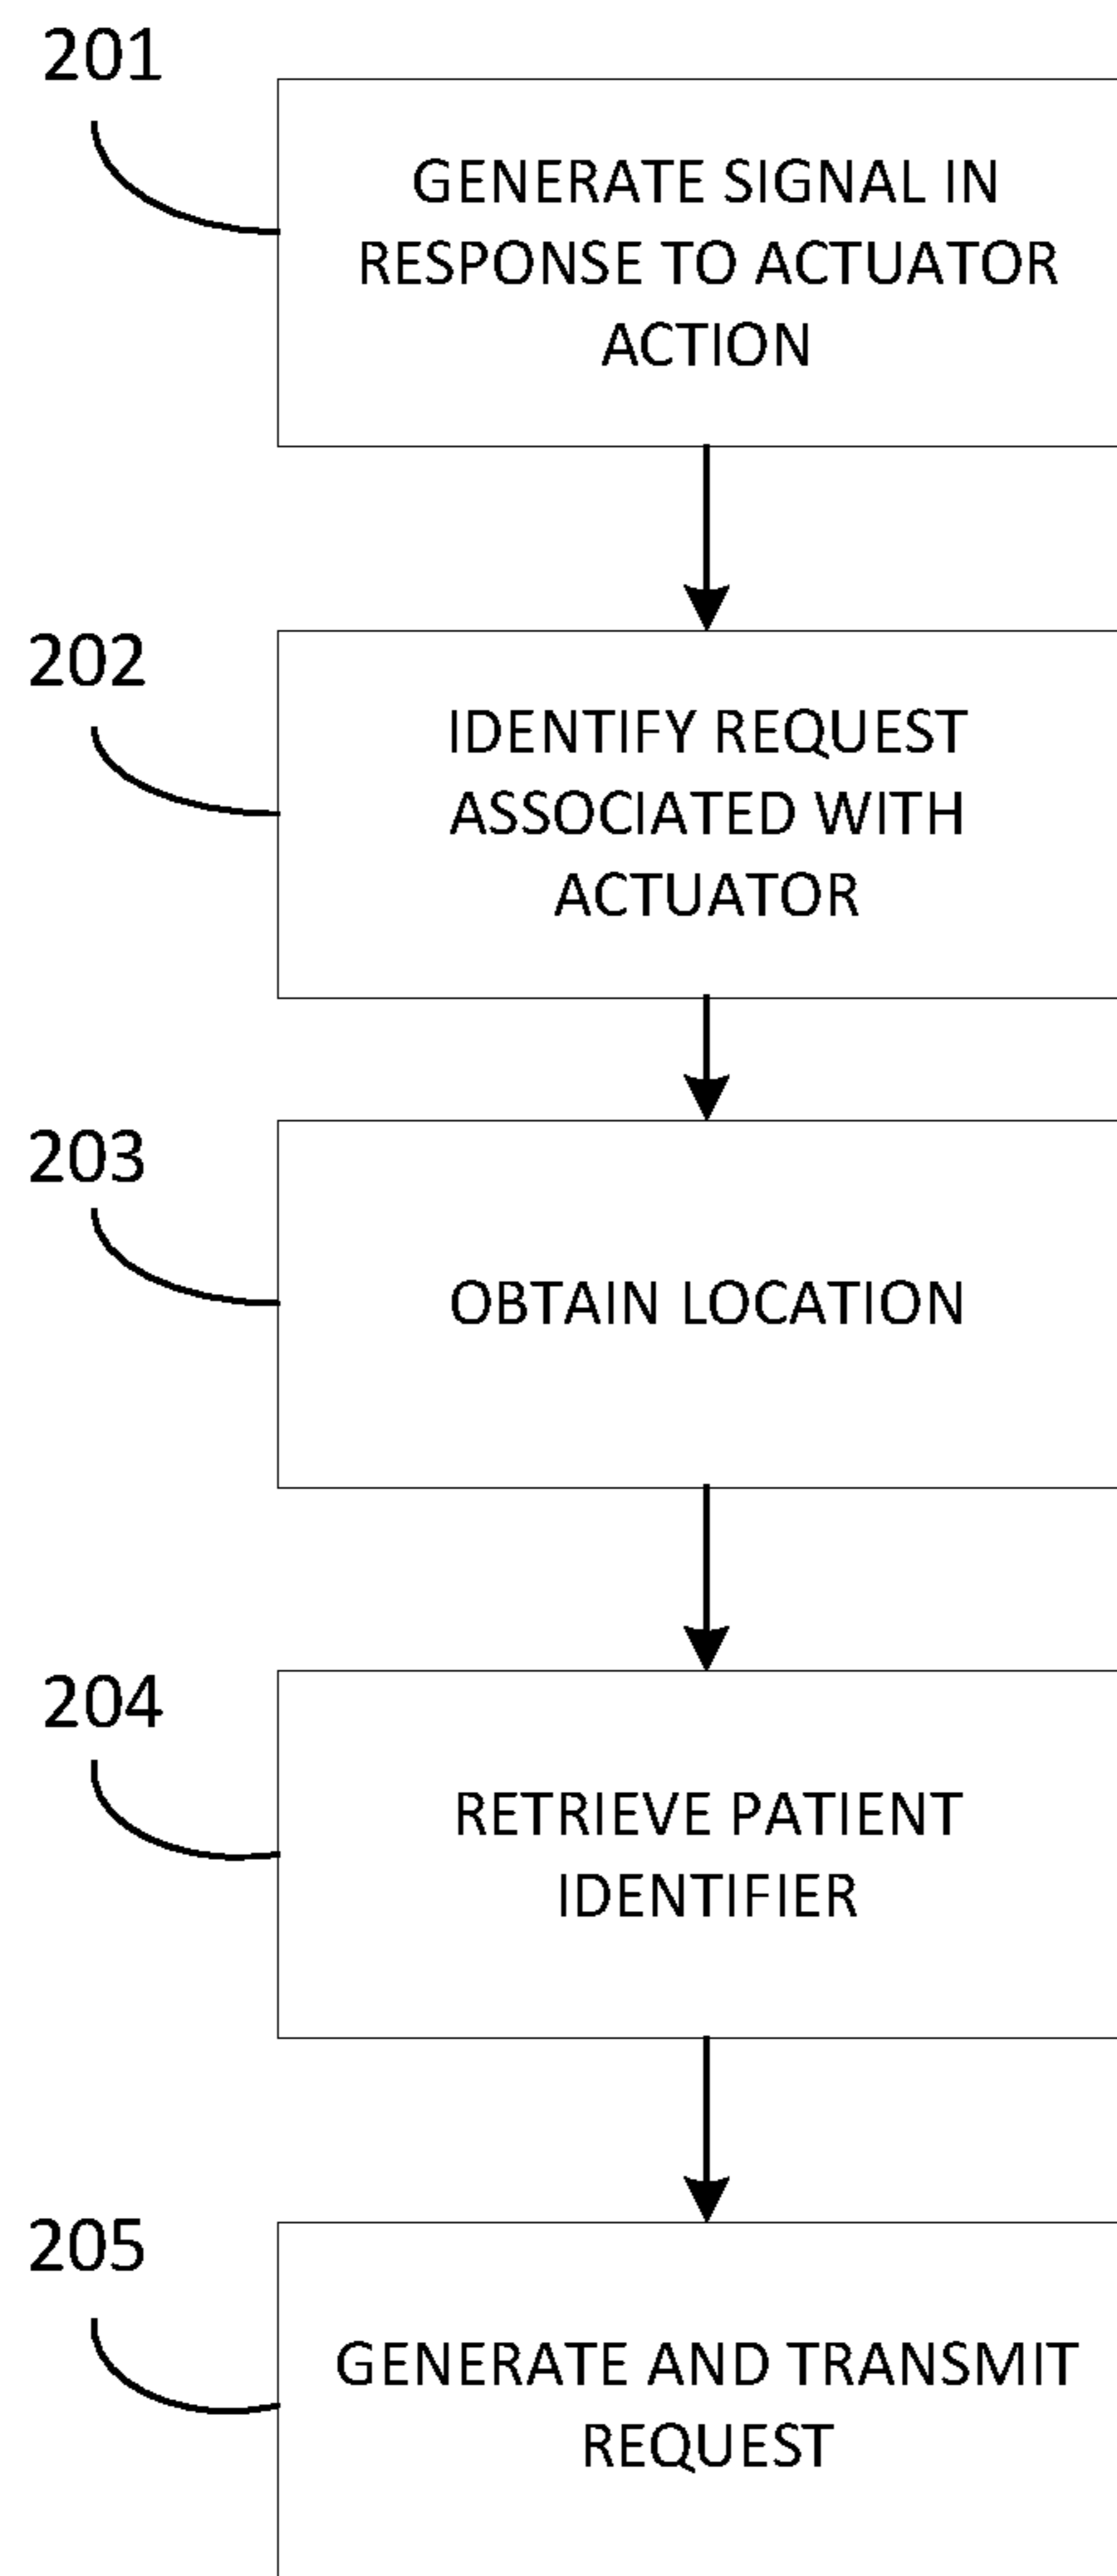 201
GENERATE SIGNAL IN
RESPONSE TO ACTUATOR
ACTION
202
IDENTIFY REQUEST
ASSOCIATED WITH
ACTUATOR
203
OBTAIN LOCATION
204
RETRIEVE PATIENT
IDENTIFIER
205
GENERATE AND TRANSMIT
REQUEST